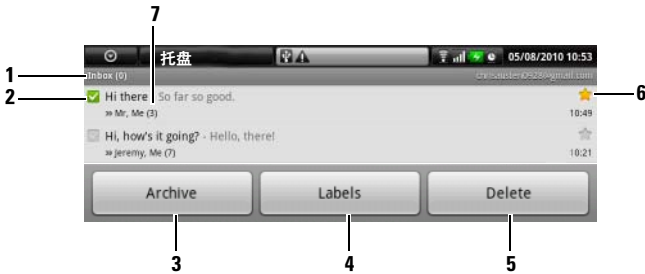 7
托盘 05/08/2010 10:53
1 Inbox (0)
2 Hi there - So far so good. 6
» Mr, Me (3) 10:49
Hi, how's it going? - Hello, there!
» Jeremy, Me (7) 10:21
Archive Labels Delete
3 4 5